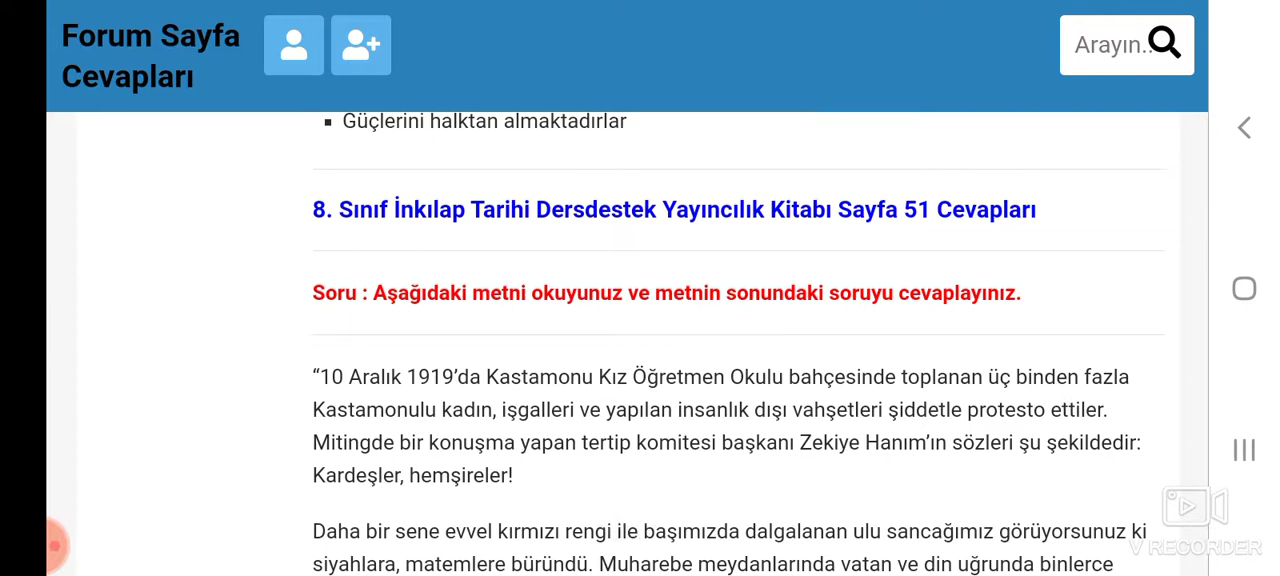 Forum Sayfa
Cevapları
Arayın..
Güçlerini halktan almaktadırlar
8. Sınıf İnkılap Tarihi Dersdestek Yayıncılık Kitabı Sayfa 51 Cevapları
Soru : Aşağıdaki metni okuyunuz ve metnin sonundaki soruyu cevaplayınız.
“10 Aralık 1919’da Kastamonu Kız Öğretmen Okulu bahçesinde toplanan üç binden fazla
Kastamonulu kadın, işgalleri ve yapılan insanlık dışı vahşetleri şiddetle protesto ettiler.
Mitingde bir konuşma yapan tertip komitesi başkanı Zekiye Hanım’ın sözleri şu şekildedir:
Kardeşler, hemşireler!
Daha bir sene evvel kırmızı rengi ile başımızda dalgalanan ulu sancağımız görüyorsunuz ki
siyahlara, matemlere büründü. Muharebe meydanlarında vatan ve din uğrunda binlerce
V RECORDER